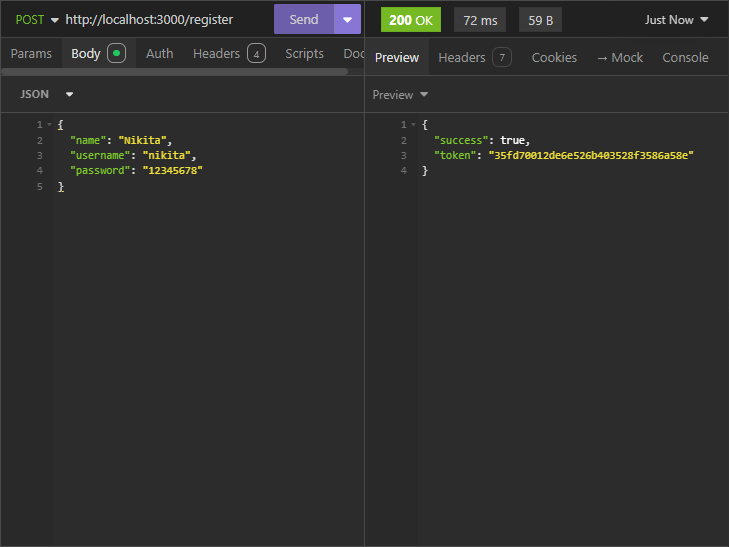 POST http://localhost:3000/register Send
200 OK 72 ms 59 B Just Now
Params Body Auth Headers 4 Scripts Doc
Preview Headers 7 Cookies → Mock Console
JSON
Preview
1 {
2 "name": "Nikita",
3 "username": "nikita",
4 "password": "12345678"
5 }
1 {
2 "success": true,
3 "token": "35fd70012de6e526b403528f3586a58e"
4 }